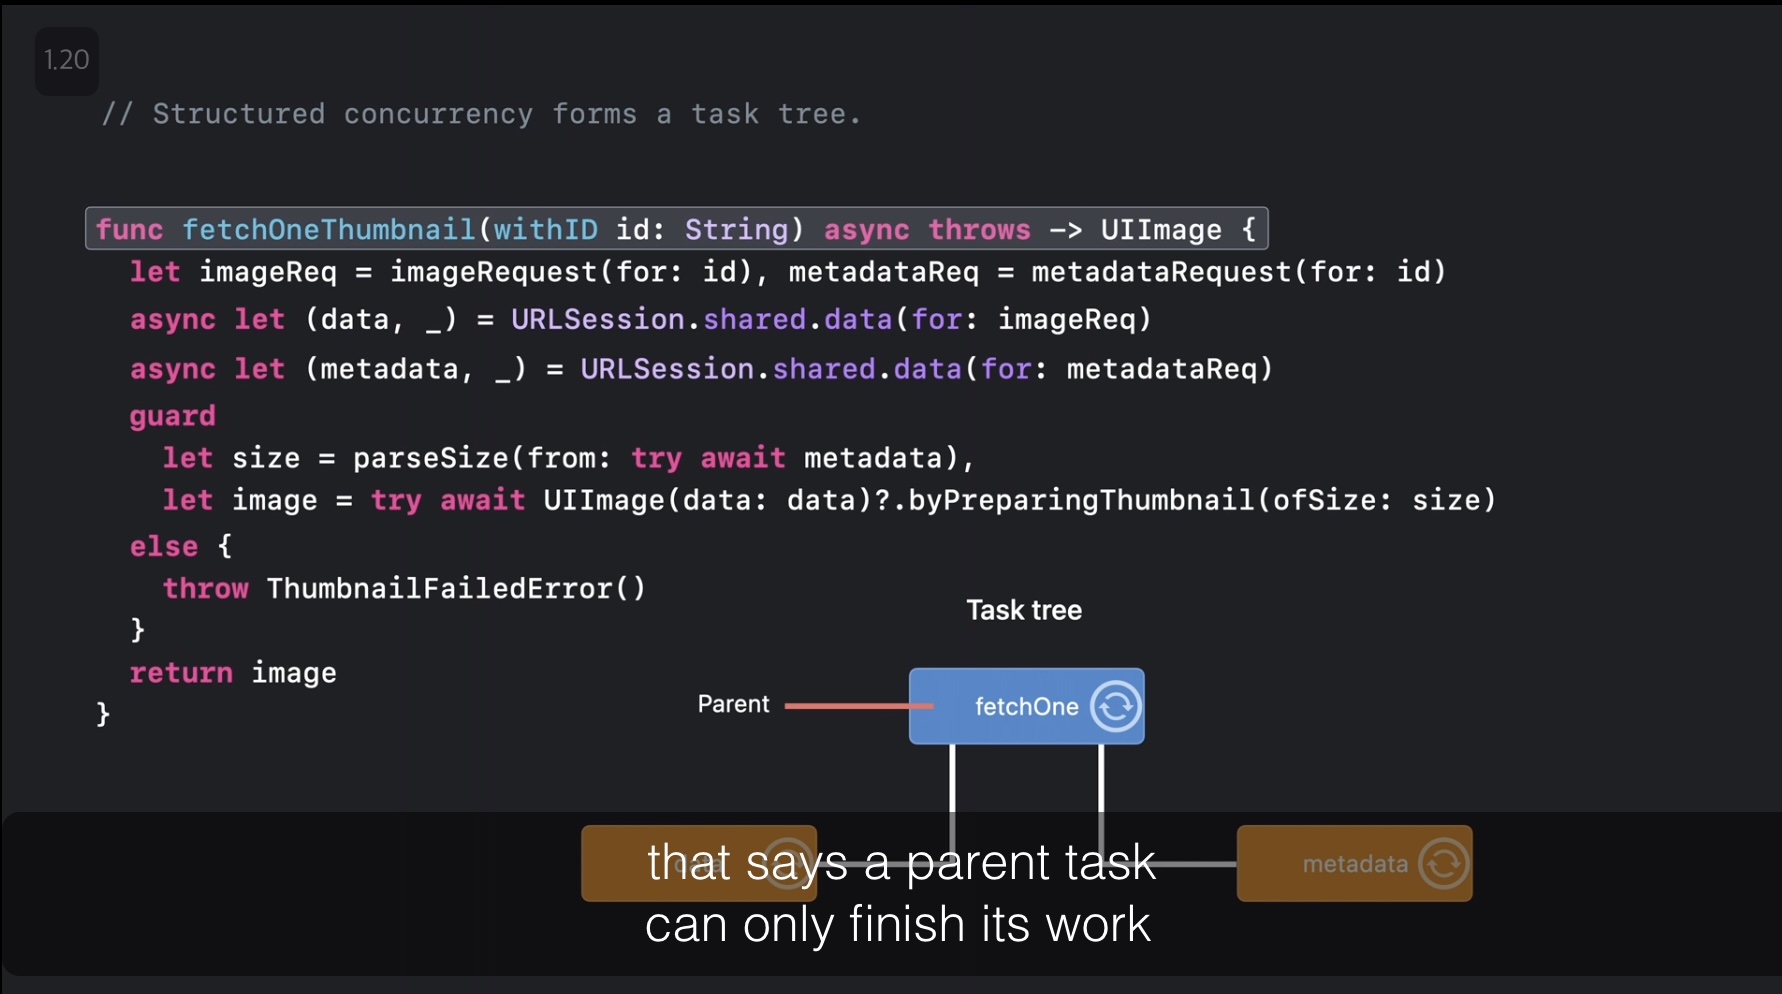 1.20
// Structured concurrency forms a task tree.
func fetchOneThumbnail(withID id: String) async throws -> UIImage {
let imageReq = imageRequest(for: id), metadataReq = metadataRequest(for: id)
async let (data, _) = URLSession.shared.data(for: imageReq)
async let (metadata, _) = URLSession.shared.data(for: metadataReq)
guard
let size = parseSize(from: try await metadata),
let image = try await UIImage(data: data)?.byPreparingThumbnail(ofSize: size)
else {
throw ThumbnailFailedError()
}
return image
}
Task tree
Parent
fetchOne
data
metadata
that says a parent task
can only finish its work